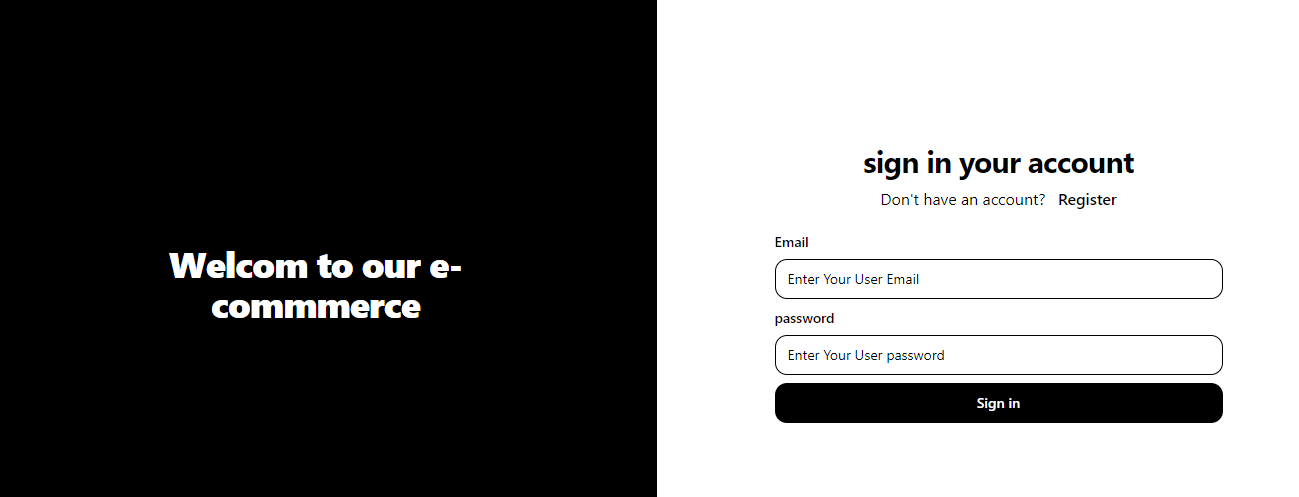 Welcom to our e-
commmerce
sign in your account
Don't have an account? Register
Email
Enter Your User Email
password
Enter Your User password
Sign in